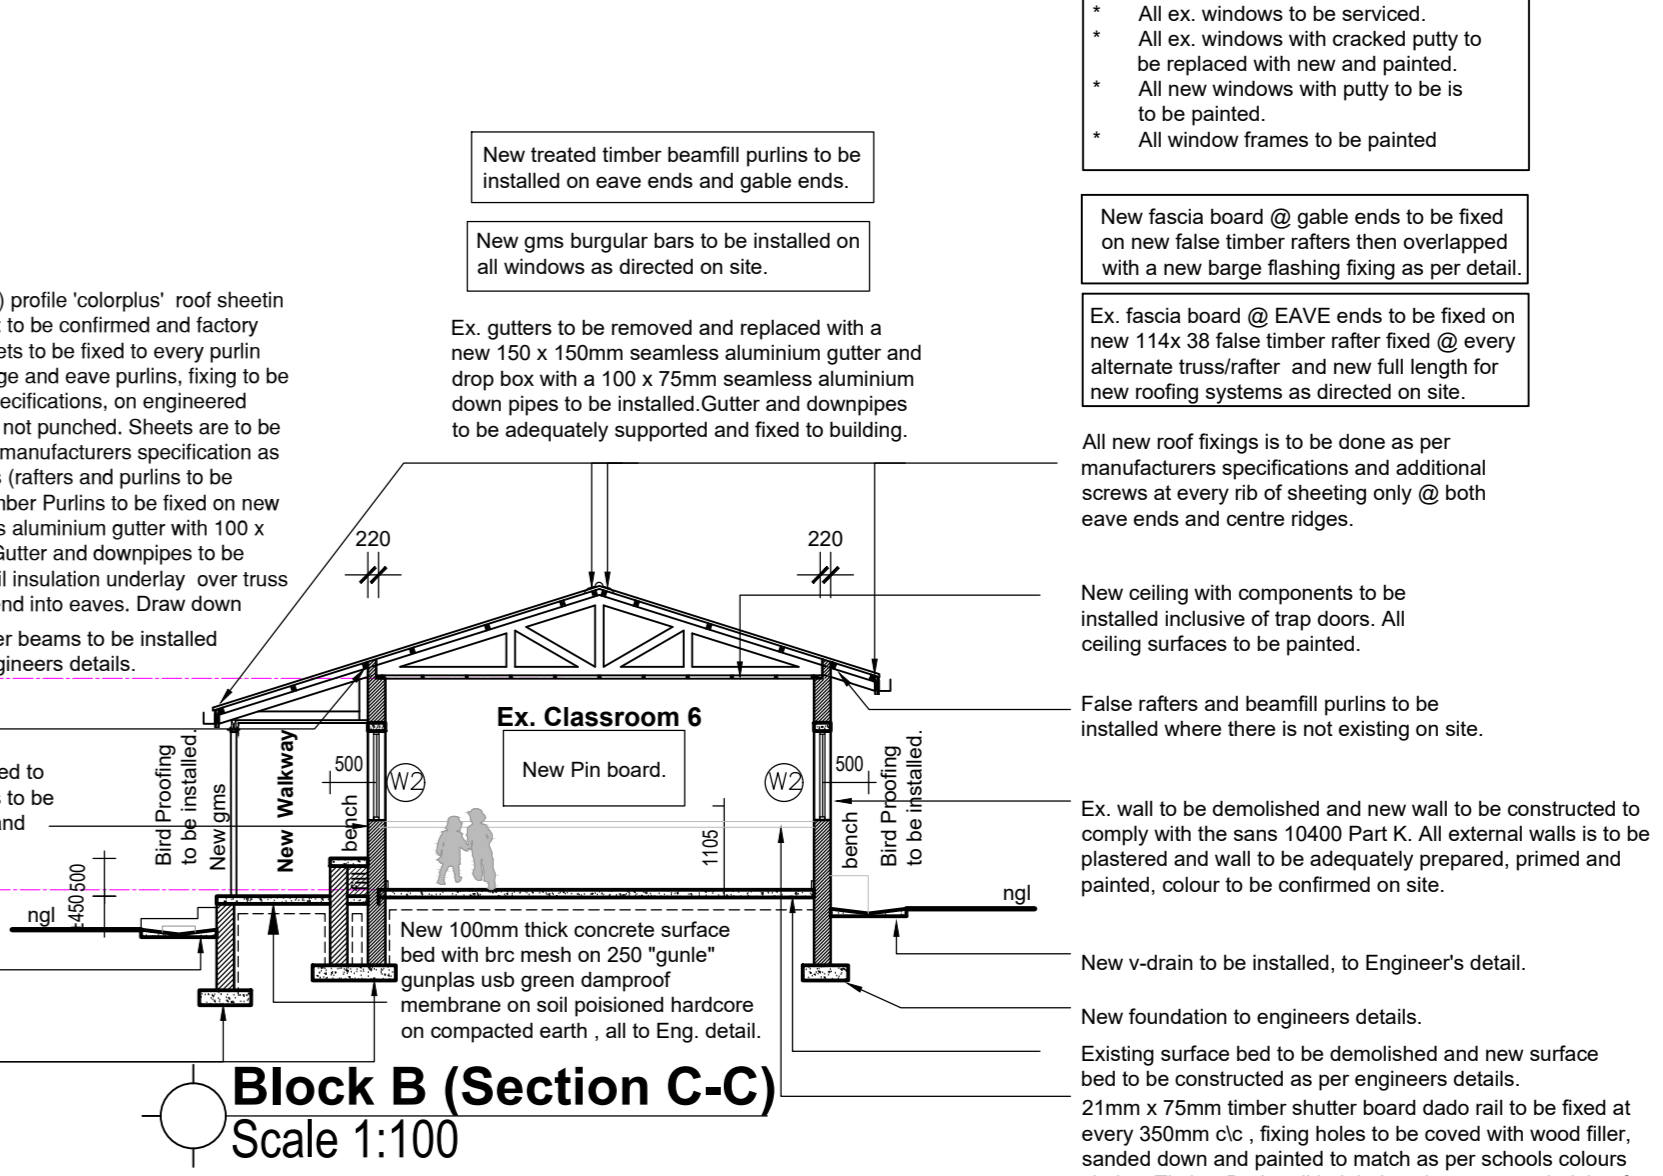 * All ex. windows to be serviced.
* All ex. windows with cracked putty to
be replaced with new and painted.
* All new windows with putty to be is
to be painted.
* All window frames to be painted
New treated timber beamfill purlins to be
installed on eave ends and gable ends.
New gms burgular bars to be installed on
all windows as directed on site.
New fascia board @ gable ends to be fixed
on new false timber rafters then overlapped
with a new barge flashing fixing as per detail.
Ex. fascia board @ EAVE ends to be fixed on
new 114x 38 false timber rafter fixed @ every
alternate truss/rafter and new full length for
new roofing systems as directed on site.
) profile 'colorplus' roof sheetin
to be confirmed and factory
ets to be fixed to every purlin
ge and eave purlins, fixing to be
ecifications, on engineered
not punched. Sheets are to be
manufacturers specification as
s (rafters and purlins to be
mber Purlins to be fixed on new
s aluminium gutter with 100 x
Gutter and downpipes to be
il insulation underlay over truss
end into eaves. Draw down
er beams to be installed
gineers details.
Ex. gutters to be removed and replaced with a
new 150 x 150mm seamless aluminium gutter and
drop box with a 100 x 75mm seamless aluminium
down pipes to be installed.Gutter and downpipes
to be adequately supported and fixed to building.
All new roof fixings is to be done as per
manufacturers specifications and additional
screws at every rib of sheeting only @ both
eave ends and centre ridges.
220
220
New ceiling with components to be
installed inclusive of trap doors. All
ceiling surfaces to be painted.
False rafters and beamfill purlins to be
installed where there is not existing on site.
Ex. Classroom 6
New Pin board.
W2
W2
500
500
ed to
s to be
and
Bird Proofing
to be installed.
New gms
New Walkway
bench
1105
bench
Bird Proofing
to be installed.
Ex. wall to be demolished and new wall to be constructed to
comply with the sans 10400 Part K. All external walls is to be
plastered and wall to be adequately prepared, primed and
painted, colour to be confirmed on site.
500
±450
ngl
ngl
New 100mm thick concrete surface
bed with brc mesh on 250 "gunle"
gunplas usb green damproof
membrane on soil poisioned hardcore
on compacted earth , all to Eng. detail.
New v-drain to be installed, to Engineer's detail.
New foundation to engineers details.
Existing surface bed to be demolished and new surface
bed to be constructed as per engineers details.
21mm x 75mm timber shutter board dado rail to be fixed at
every 350mm c\c , fixing holes to be coved with wood filler,
sanded down and painted to match as per schools colours
Block B (Section C-C)
Scale 1:100